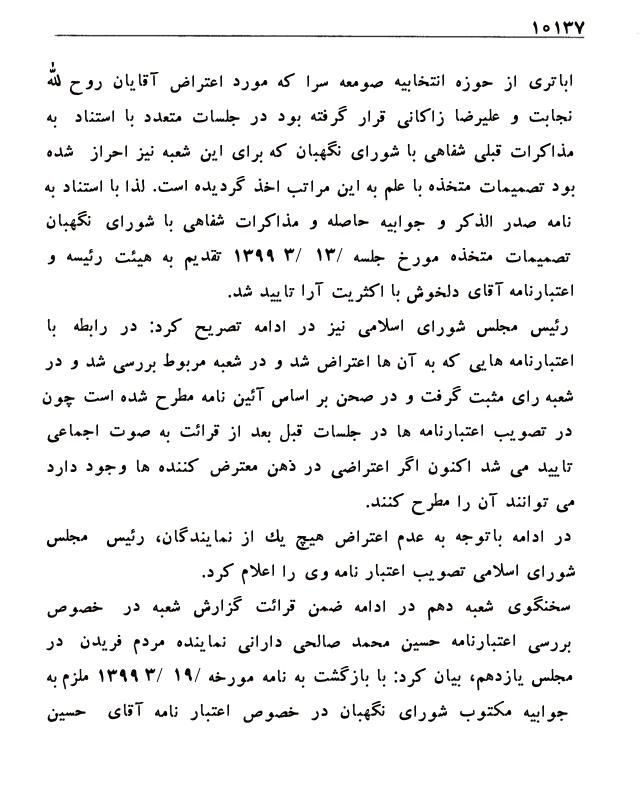 ۱۰۱۳۷
اباتری از حوزه انتخابیه صومعه سرا که مورد اعتراض آقایان روح الله
نجابت و علیرضا زاکانی قرار گرفته بود در جلسات متعدد با استناد به
مذاکرات قبلی شفاهی با شورای نگهبان که برای این شعبه نیز احراز شده
بود تصمیمات متخذه با علم به این مراتب اخذ گردیده است. لذا با استناد به
نامه صدر الذکر و جوابیه حاصله و مذاکرات شفاهی با شورای نگهبان
تصمیمات متخذه مورخ جلسه /۱۳ /۳ ۱۳۹۹ تقدیم به هیئت رئیسه و
اعتبارنامه آقای دلخوش با اکثریت آرا تایید شد.
رئیس مجلس شورای اسلامی نیز در ادامه تصریح کرد: در رابطه با
اعتبارنامه هایی که به آن ها اعتراض شد و در شعبه مربوط بررسی شد و در
شعبه رای مثبت گرفت و در صحن بر اساس آئین نامه مطرح شده است چون
در تصویب اعتبارنامه ها در جلسات قبل بعد از قرائت به صوت اجماعی
تایید می شد اکنون اگر اعتراضی در ذهن معترض کننده ها وجود دارد
می توانند آن را مطرح کنند.
در ادامه باتوجه به عدم اعتراض هیچ یك از نمایندگان، رئیس مجلس
شورای اسلامی تصویب اعتبار نامه وی را اعلام کرد.
سخنگوی شعبه دهم در ادامه ضمن قرائت گزارش شعبه در خصوص
بررسی اعتبارنامه حسین محمد صالحی دارانی نماینده مردم فریدن در
مجلس یازدهم، بیان کرد: با بازگشت به نامه مورخه /۱۹ /۳ ۱۳۹۹ ملزم به
جوابیه مکتوب شورای نگهبان در خصوص اعتبار نامه آقای حسین